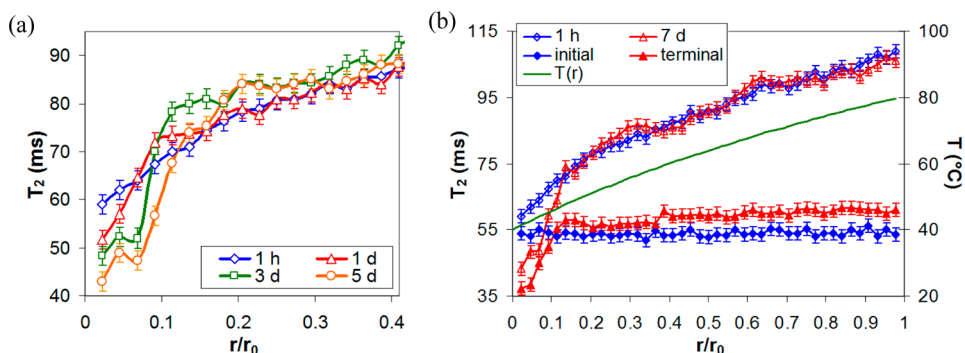 (a)
T₂ (ms)
90
80
70
60
50
40
1 h
1 d
3 d
5 d
0
0.1
0.2
0.3
0.4
r/r₀
(b)
T₂ (ms)
115
95
75
55
35
1 h
7 d
initial
terminal
T(r)
100
80
60
40
20
T (°C)
0 0.1 0.2 0.3 0.4 0.5 0.6 0.7 0.8 0.9 1
r/r₀